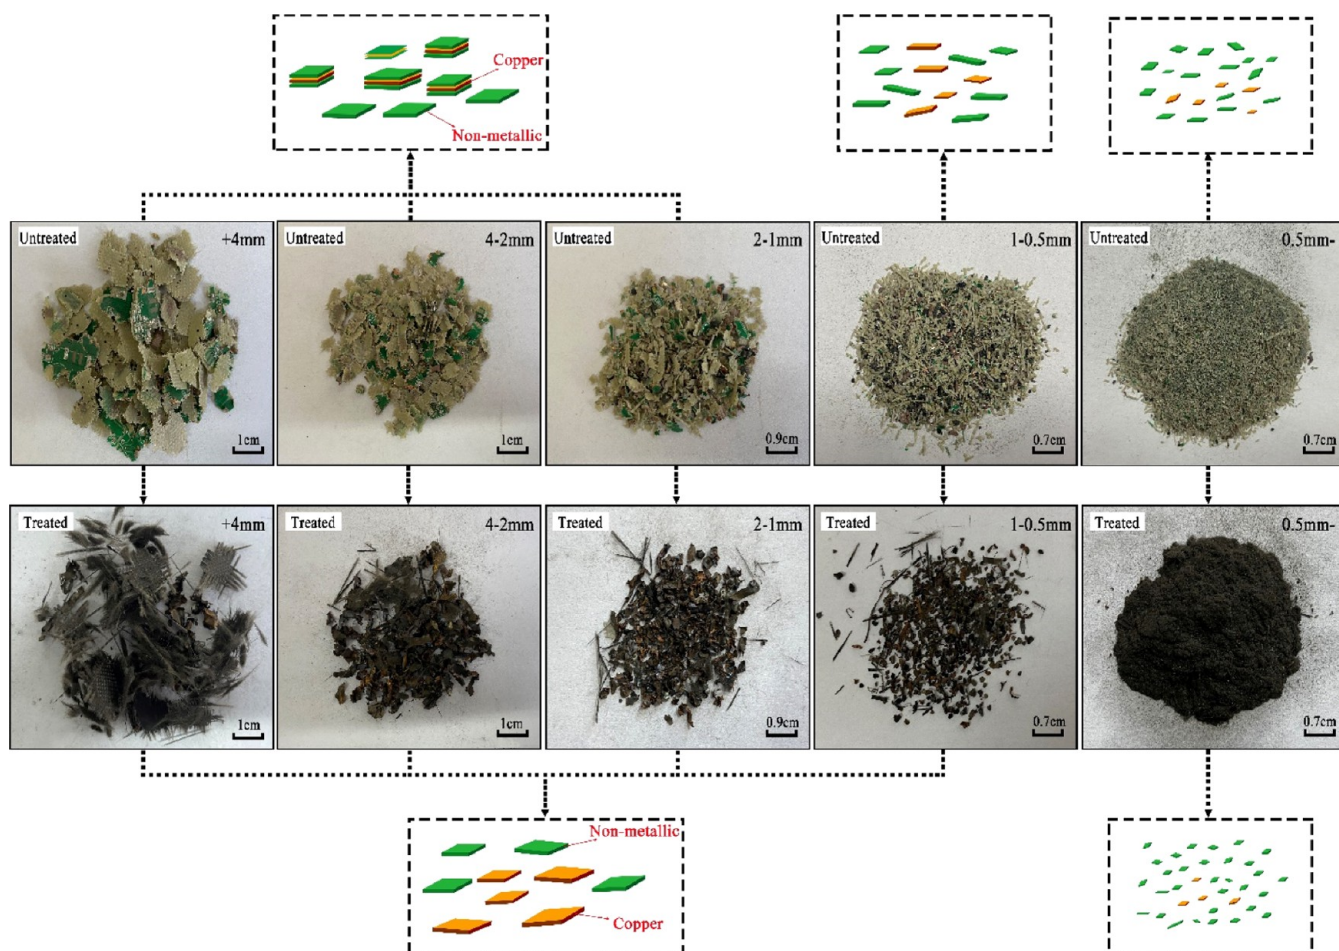 Copper
Non-metallic
Untreated
+4mm
1cm
Untreated
4-2mm
1cm
Untreated
2-1mm
0.9cm
Untreated
1-0.5mm
0.7cm
Untreated
0.5mm-
0.7cm
Treated
+4mm
1cm
Treated
4-2mm
1cm
Treated
2-1mm
0.9cm
Treated
1-0.5mm
0.7cm
Treated
0.5mm-
0.7cm
Non-metallic
Copper